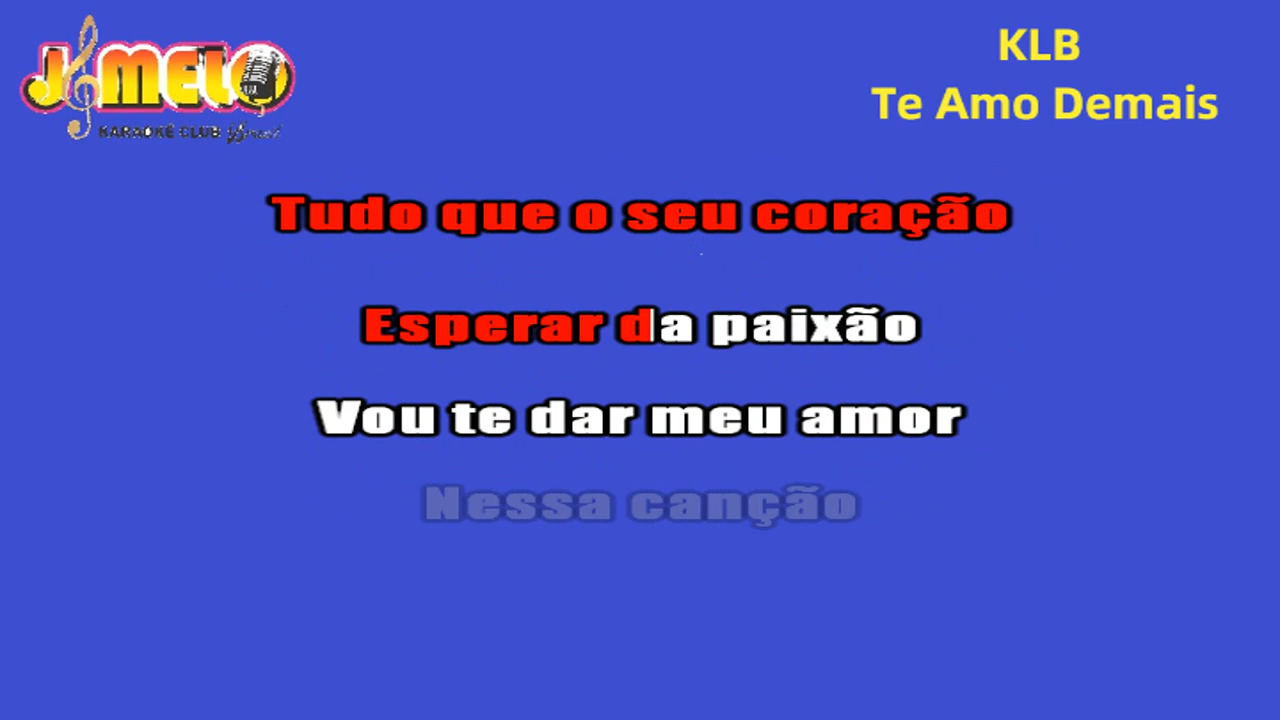 J MELO
KARAOKÊ CLUB Brasil
KLB
Te Amo Demais
Tudo que o seu coração
Esperar da paixão
Vou te dar meu amor
Nessa canção